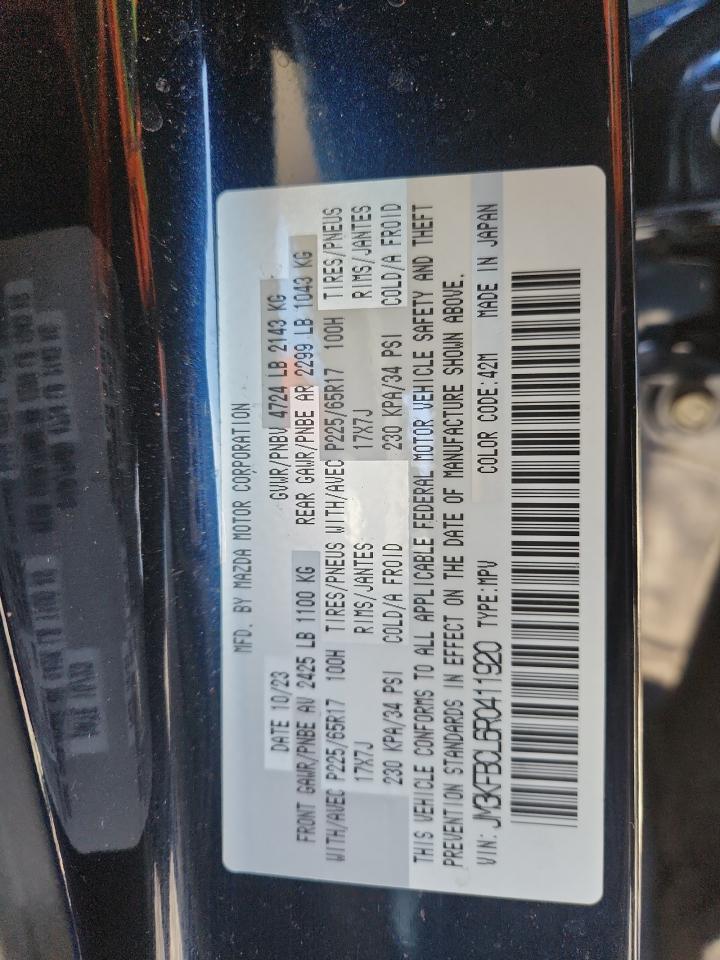 MFD. BY MAZDA MOTOR CORPORATION
DATE 10/23 GVWR/PNBV 4724 LB 2143 KG
FRONT GAWR/PNBE AV 2425 LB 1100 KG REAR GAWR/PNBE AR 2299 LB 1043 KG
WITH/AVEC P225/65R17 100H TIRES/PNEUS WITH/AVEC P225/65R17 100H TIRES/PNEUS
17X7J RIMS/JANTES 17X7J RIMS/JANTES
230 KPA/34 PSI COLD/A FROID 230 KPA/34 PSI COLD/A FROID
THIS VEHICLE CONFORMS TO ALL APPLICABLE FEDERAL MOTOR VEHICLE SAFETY AND THEFT
PREVENTION STANDARDS IN EFFECT ON THE DATE OF MANUFACTURE SHOWN ABOVE.
VIN: JM3KFBCL6R0411920 TYPE:MPV COLOR CODE:42M MADE IN JAPAN